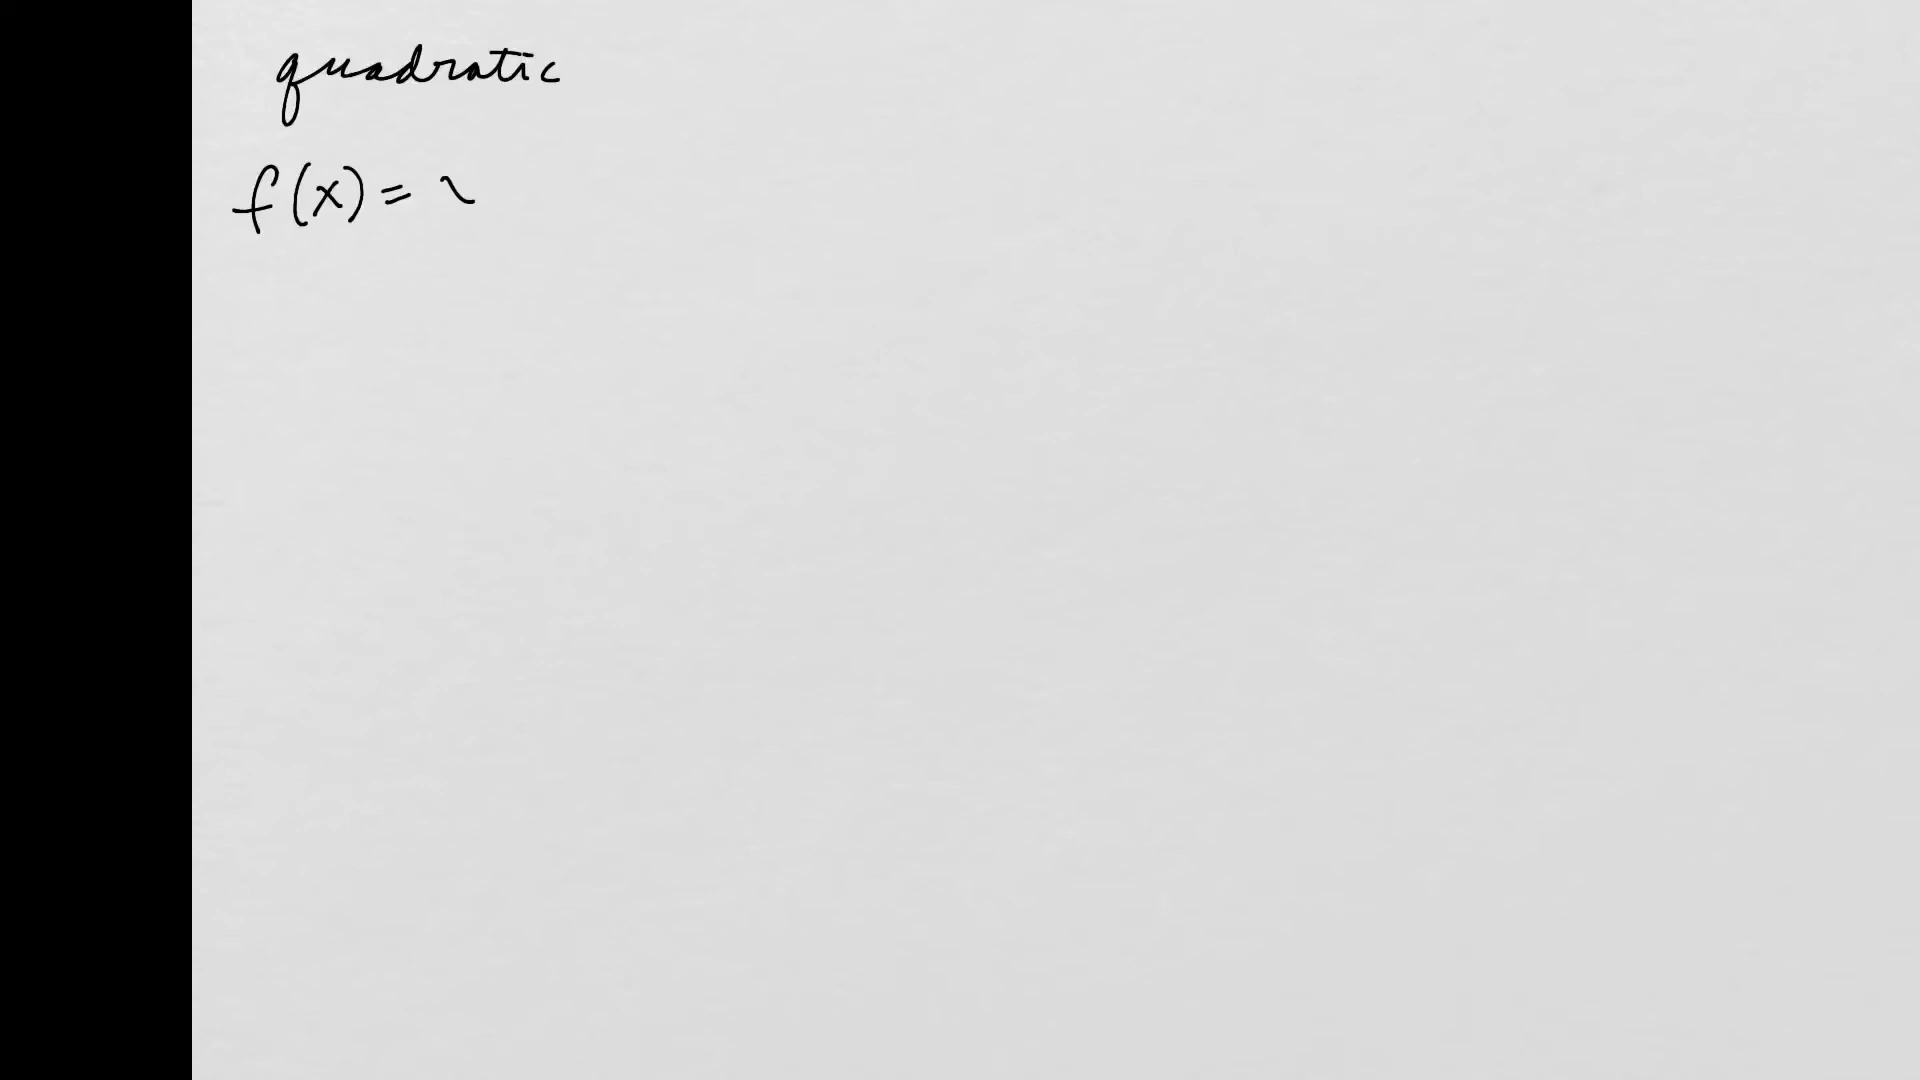 quadratic
f(x) =